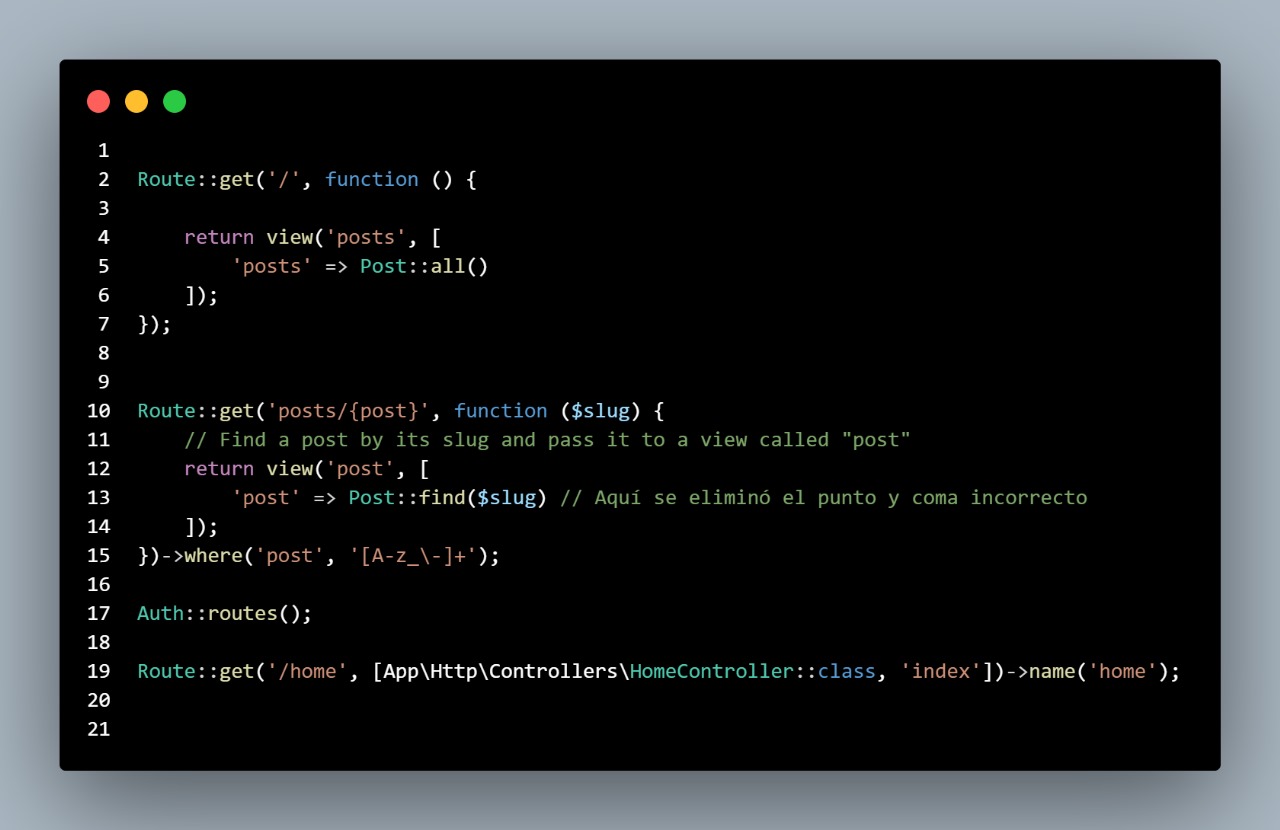 1
2 Route::get('/', function () {
3
4     return view('posts', [
5         'posts' => Post::all()
6     ]);
7 });
8
9
10 Route::get('posts/{post}', function ($slug) {
11     // Find a post by its slug and pass it to a view called "post"
12     return view('post', [
13         'post' => Post::find($slug) // Aquí se eliminó el punto y coma incorrecto
14     ]);
15 })->where('post', '[A-z_\-]+');
16
17 Auth::routes();
18
19 Route::get('/home', [App\Http\Controllers\HomeController::class, 'index'])->name('home');
20
21